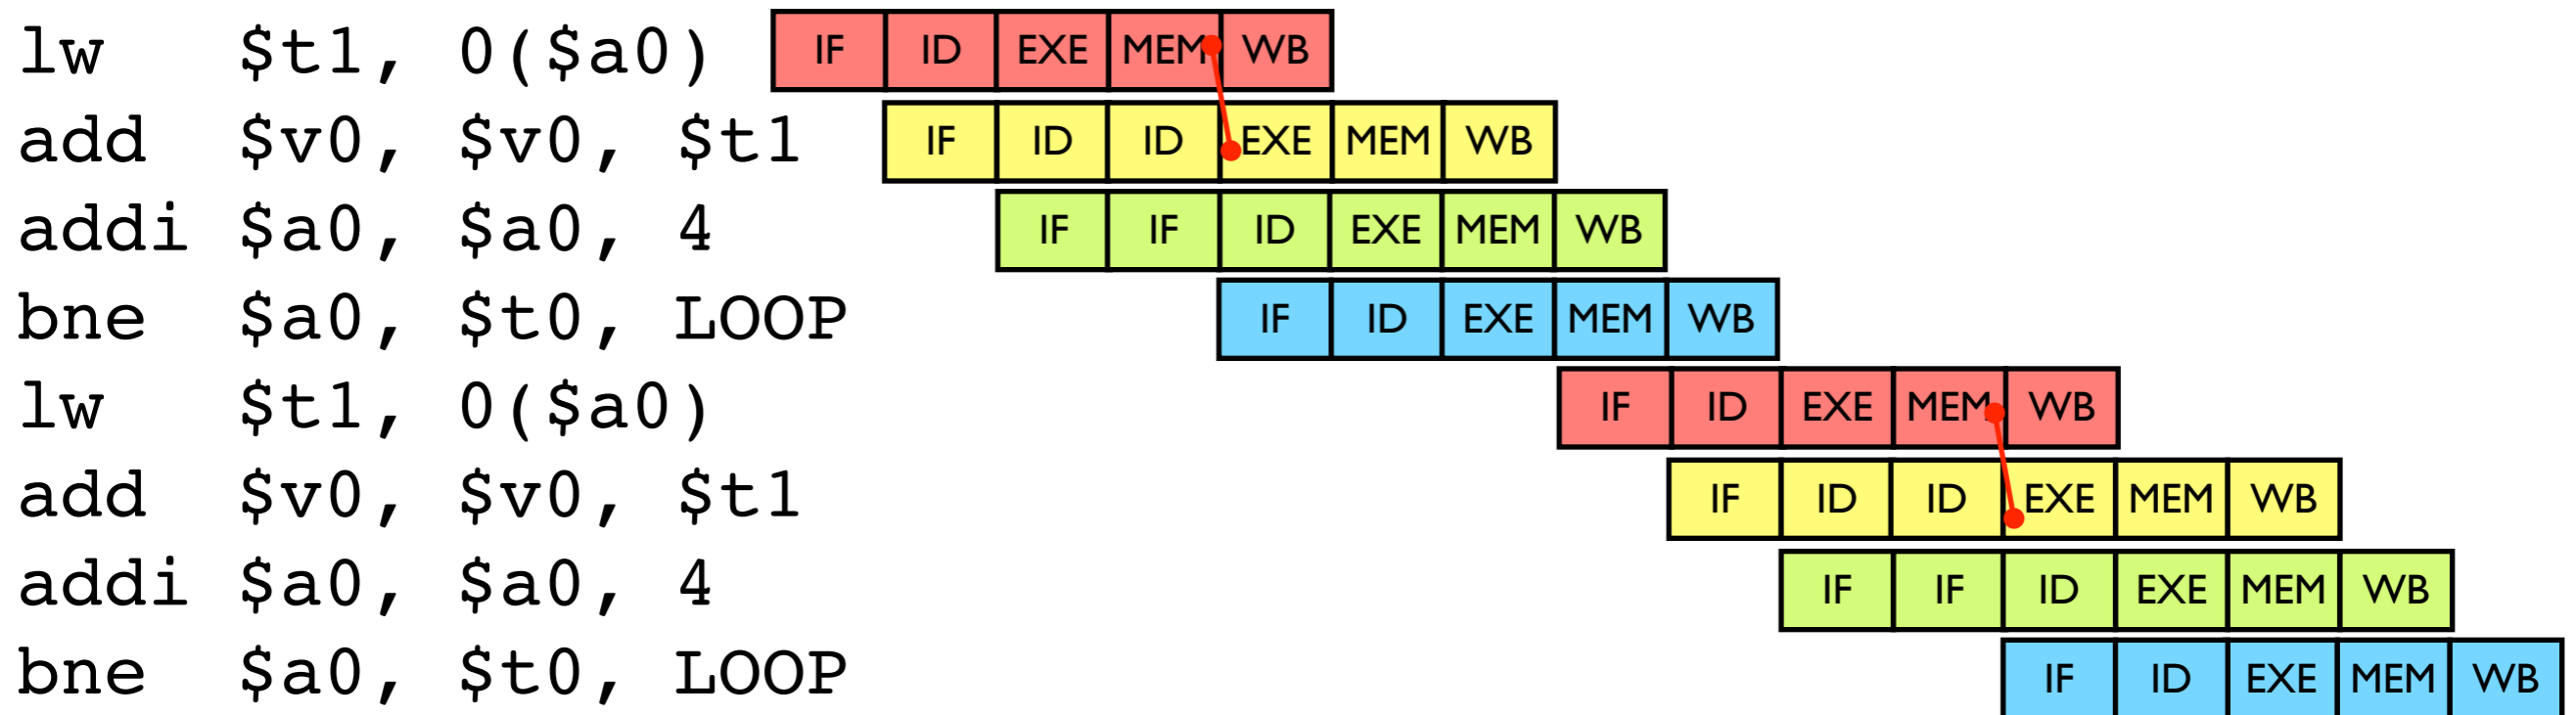 lw $t1, 0($a0) IF ID EXE MEM WB
add $v0, $v0, $t1 IF ID ID EXE MEM WB
addi $a0, $a0, 4 IF IF ID EXE MEM WB
bne $a0, $t0, LOOP IF ID EXE MEM WB
lw $t1, 0($a0) IF ID EXE MEM WB
add $v0, $v0, $t1 IF ID ID EXE MEM WB
addi $a0, $a0, 4 IF IF ID EXE MEM WB
bne $a0, $t0, LOOP IF ID EXE MEM WB